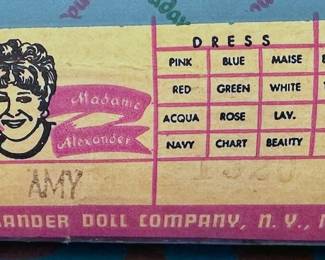 DRESS
PINK BLUE MAISE
RED GREEN WHITE
ACQUA ROSE LAV.
NAVY CHART BEAUTY
Madame
Alexander
AMY
ANDER DOLL COMPANY, N. Y.,